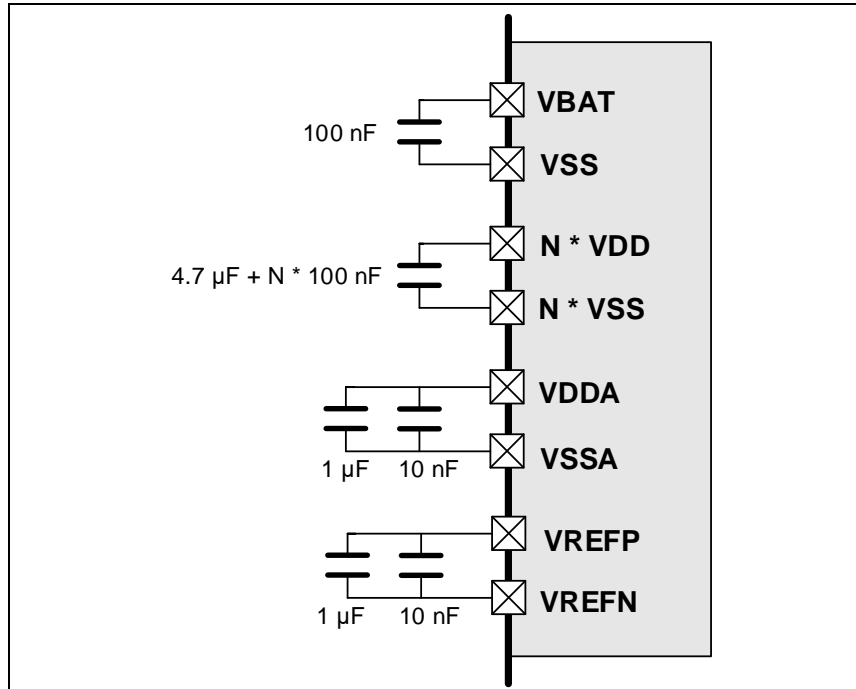 VBAT
100 nF
VSS
N * VDD
4.7 µF + N * 100 nF
N * VSS
VDDA
1 µF 10 nF
VSSA
VREFP
1 µF 10 nF
VREFN